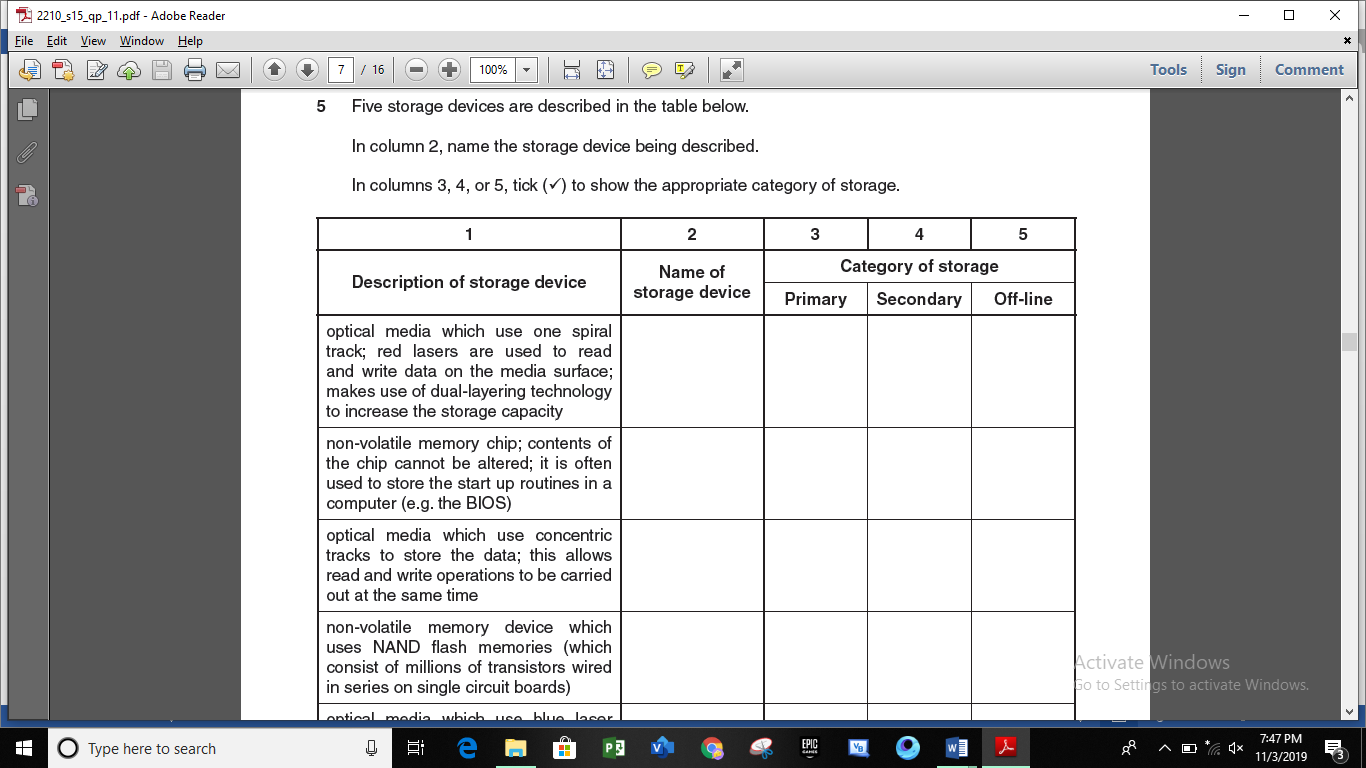 2210_s15_qp_11.pdf - Adobe Reader
File Edit View Window Help
7 / 16 100% Tools Sign Comment
5 Five storage devices are described in the table below.
In column 2, name the storage device being described.
In columns 3, 4, or 5, tick (✓) to show the appropriate category of storage.
1 2 3 4 5
Description of storage device
Name of
storage device
Category of storage
Primary Secondary Off-line
optical media which use one spiral
track; red lasers are used to read
and write data on the media surface;
makes use of dual-layering technology
to increase the storage capacity
non-volatile memory chip; contents of
the chip cannot be altered; it is often
used to store the start up routines in a
computer (e.g. the BIOS)
optical media which use concentric
tracks to store the data; this allows
read and write operations to be carried
out at the same time
non-volatile memory device which
uses NAND flash memories (which
consist of millions of transistors wired
in series on single circuit boards)
optical media which use blue laser
Activate Windows
Go to Settings to activate Windows.
Type here to search
EPIC
GAMES
7:47 PM
11/3/2019
3